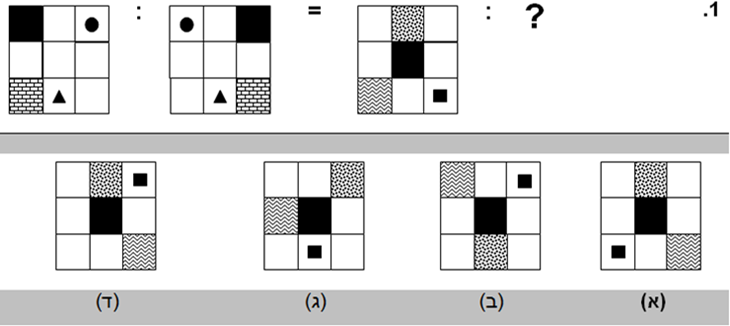 .1
: = : ?
(א) (ב) (ג) (ד)